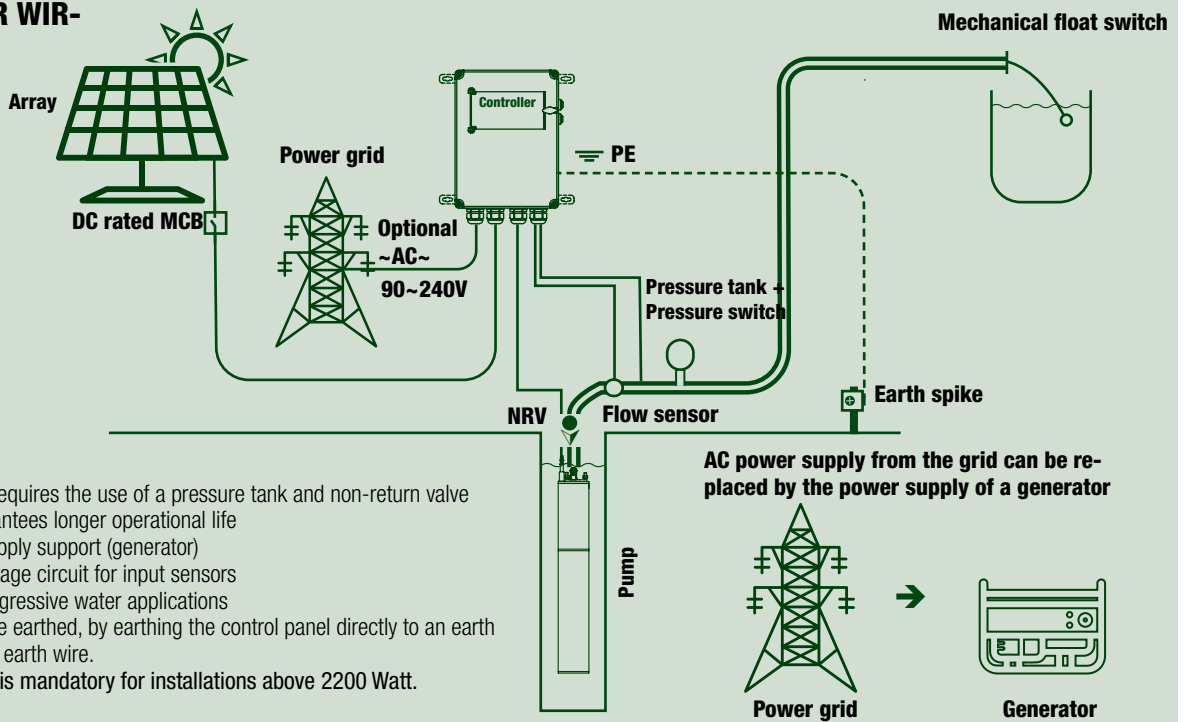 R WIR-
Mechanical float switch
Array
Controller
Power grid
PE
DC rated MCB
Optional
~AC~
90~240V
Pressure tank +
Pressure switch
NRV
Flow sensor
Earth spike
AC power supply from the grid can be re-
placed by the power supply of a generator
equires the use of a pressure tank and non-return valve
antees longer operational life
pply support (generator)
age circuit for input sensors
gressive water applications
e earthed, by earthing the control panel directly to an earth
earth wire.
is mandatory for installations above 2200 Watt.
Pump
Power grid
Generator